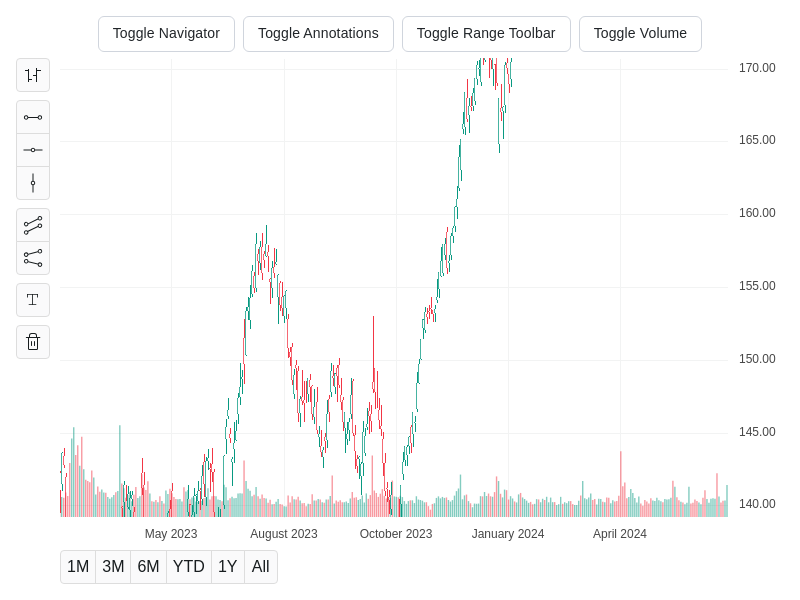 Toggle Navigator Toggle Annotations Toggle Range Toolbar Toggle Volume
170.00
165.00
160.00
155.00
T
150.00
145.00
140.00
May 2023 August 2023 October 2023 January 2024 April 2024
1M 3M 6M YTD 1Y All